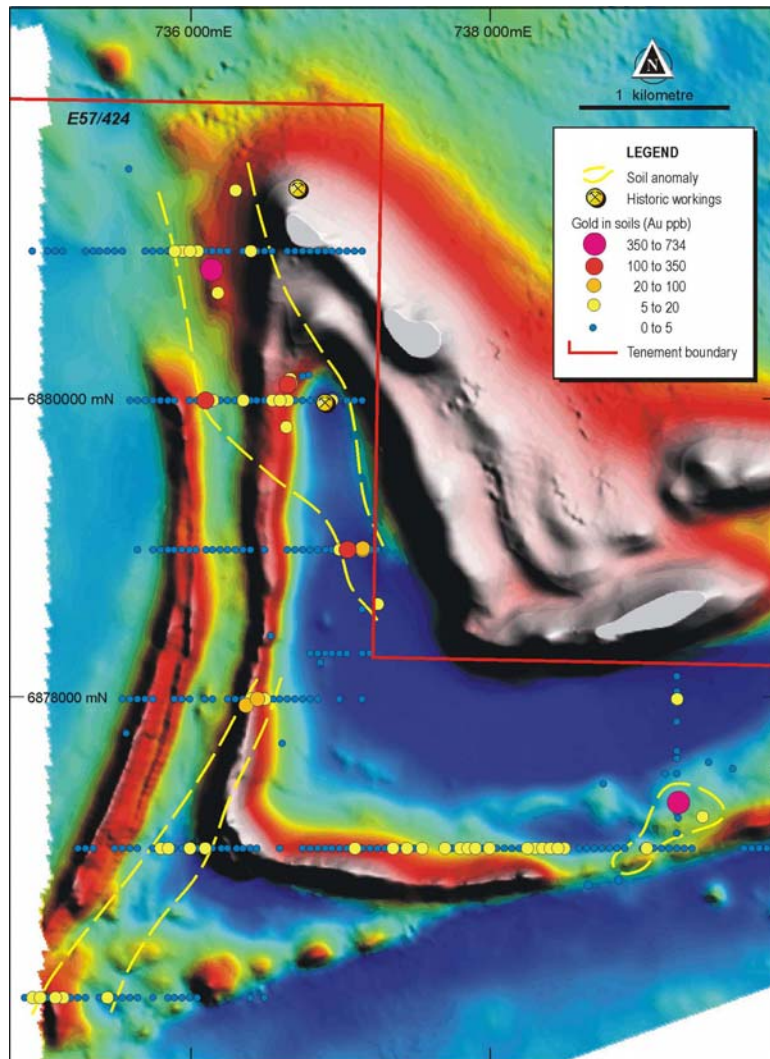 736 000mE
738 000mE
N
1 kilometre
E57/424
LEGEND
Soil anomaly
Historic workings
Gold in soils (Au ppb)
350 to 734
100 to 350
20 to 100
5 to 20
0 to 5
Tenement boundary
6880000 mN
6878000 mN